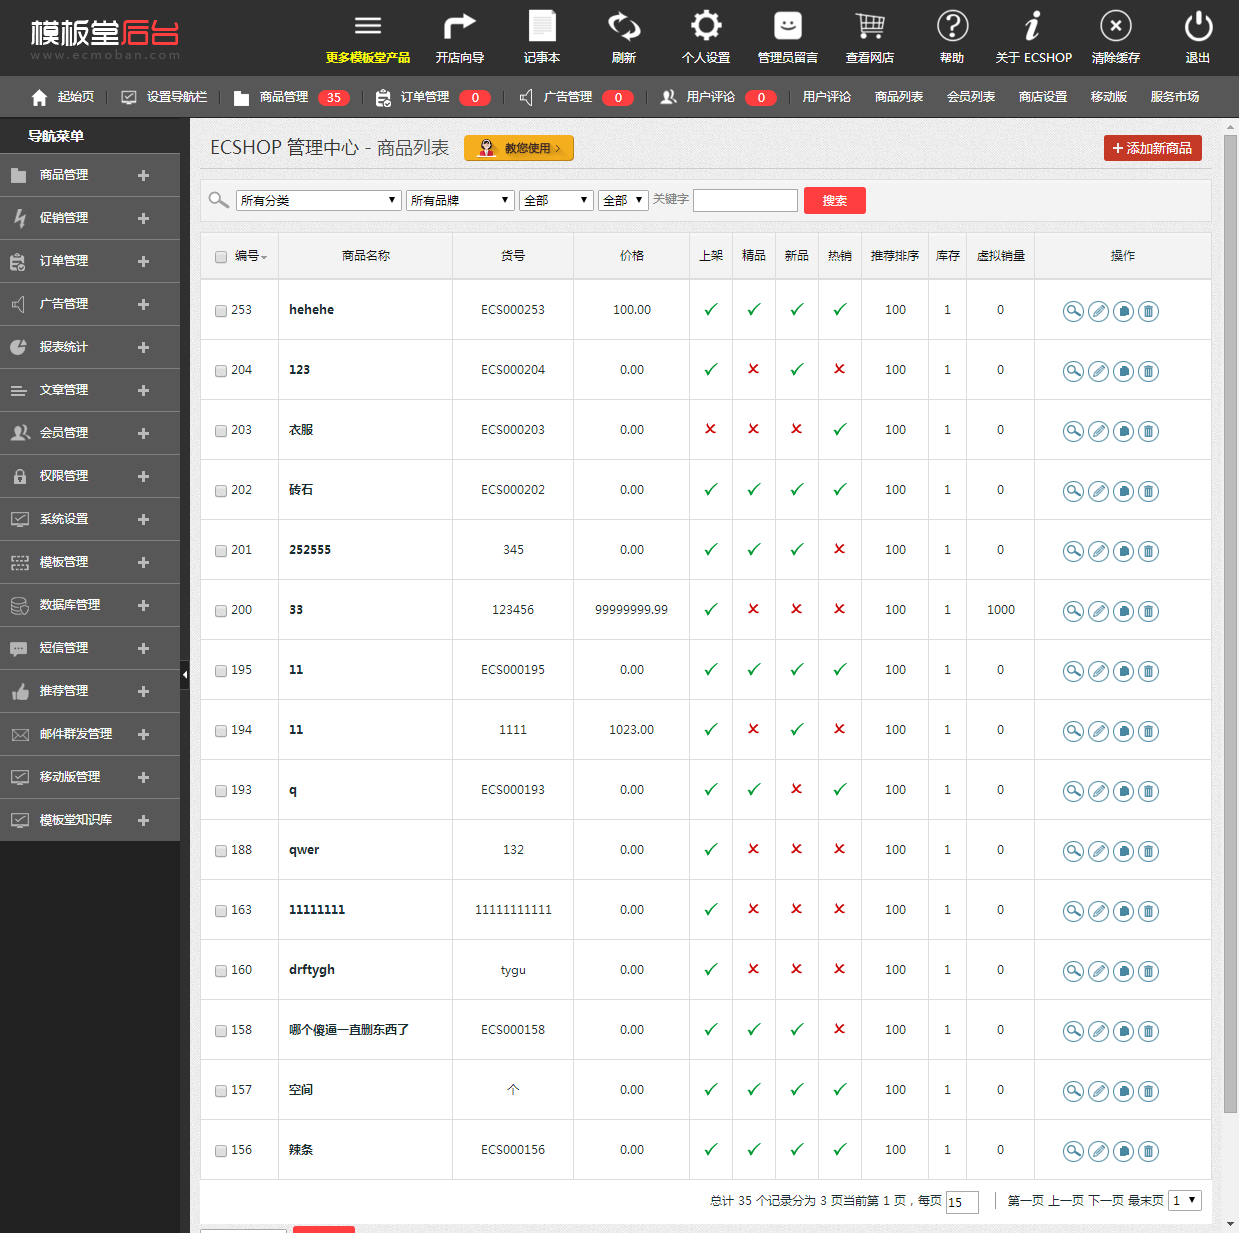 模板堂后台
www.ecmoban.com
更多模板堂产品 开店向导 记事本 刷新 个人设置 管理员留言 查看网店 帮助 关于 ECSHOP 清除缓存 退出
起始页 设置导航栏 商品管理 35 订单管理 0 广告管理 0 用户评论 0 用户评论 商品列表 会员列表 商店设置 移动版 服务市场
导航菜单
商品管理
促销管理
订单管理
广告管理
报表统计
文章管理
会员管理
权限管理
系统设置
模板管理
数据库管理
短信管理
推荐管理
邮件群发管理
移动版管理
模板堂知识库
ECSHOP 管理中心 - 商品列表 教您使用 > +添加新商品
所有分类 所有品牌 全部 全部 关键字 搜索
编号 商品名称 货号 价格 上架 精品 新品 热销 推荐排序 库存 虚拟销量 操作
253 hehehe ECS000253 100.00 100 1 0
204 123 ECS000204 0.00 100 1 0
203 衣服 ECS000203 0.00 100 1 0
202 砖石 ECS000202 0.00 100 1 0
201 252555 345 0.00 100 1 0
200 33 123456 99999999.99 100 1 1000
195 11 ECS000195 0.00 100 1 0
194 11 1111 1023.00 100 1 0
193 q ECS000193 0.00 100 1 0
188 qwer 132 0.00 100 1 0
163 11111111 11111111111 0.00 100 1 0
160 drftygh tygu 0.00 100 1 0
158 哪个傻逼一直删东西了 ECS000158 0.00 100 1 0
157 空间 个 0.00 100 1 0
156 辣条 ECS000156 0.00 100 1 0
总计 35 个记录分为 3 页当前第 1 页，每页 15 第一页 上一页 下一页 最末页 1